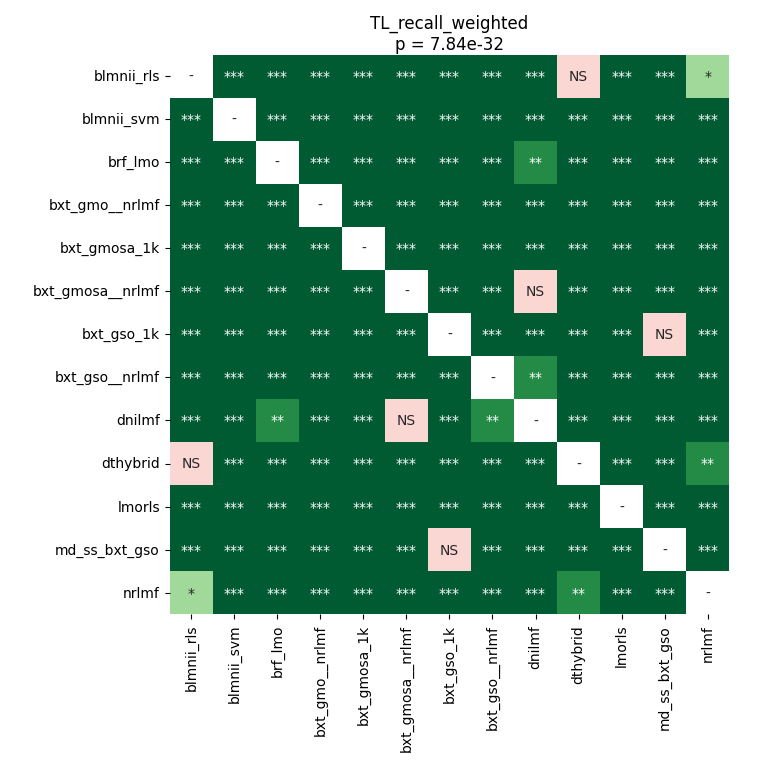 TL_recall_weighted
p = 7.84e-32
blmnii_rls - *** *** *** *** *** *** *** *** NS *** *** *
blmnii_svm *** - *** *** *** *** *** *** *** *** *** *** ***
brf_lmo *** *** - *** *** *** *** *** ** *** *** *** ***
bxt_gmo__nrlmf *** *** *** - *** *** *** *** *** *** *** *** ***
bxt_gmosa_1k *** *** *** *** - *** *** *** *** *** *** *** ***
bxt_gmosa__nrlmf *** *** *** *** *** - *** *** NS *** *** *** ***
bxt_gso_1k *** *** *** *** *** *** - *** *** *** *** NS ***
bxt_gso__nrlmf *** *** *** *** *** *** *** - ** *** *** *** ***
dnilmf *** *** ** *** *** NS *** ** - *** *** *** ***
dthybrid NS *** *** *** *** *** *** *** *** - *** *** **
lmorls *** *** *** *** *** *** *** *** *** *** - *** ***
md_ss_bxt_gso *** *** *** *** *** *** NS *** *** *** *** - ***
nrlmf * *** *** *** *** *** *** *** *** ** *** *** -
blmnii_rls
blmnii_svm
brf_lmo
bxt_gmo__nrlmf
bxt_gmosa_1k
bxt_gmosa__nrlmf
bxt_gso_1k
bxt_gso__nrlmf
dnilmf
dthybrid
lmorls
md_ss_bxt_gso
nrlmf